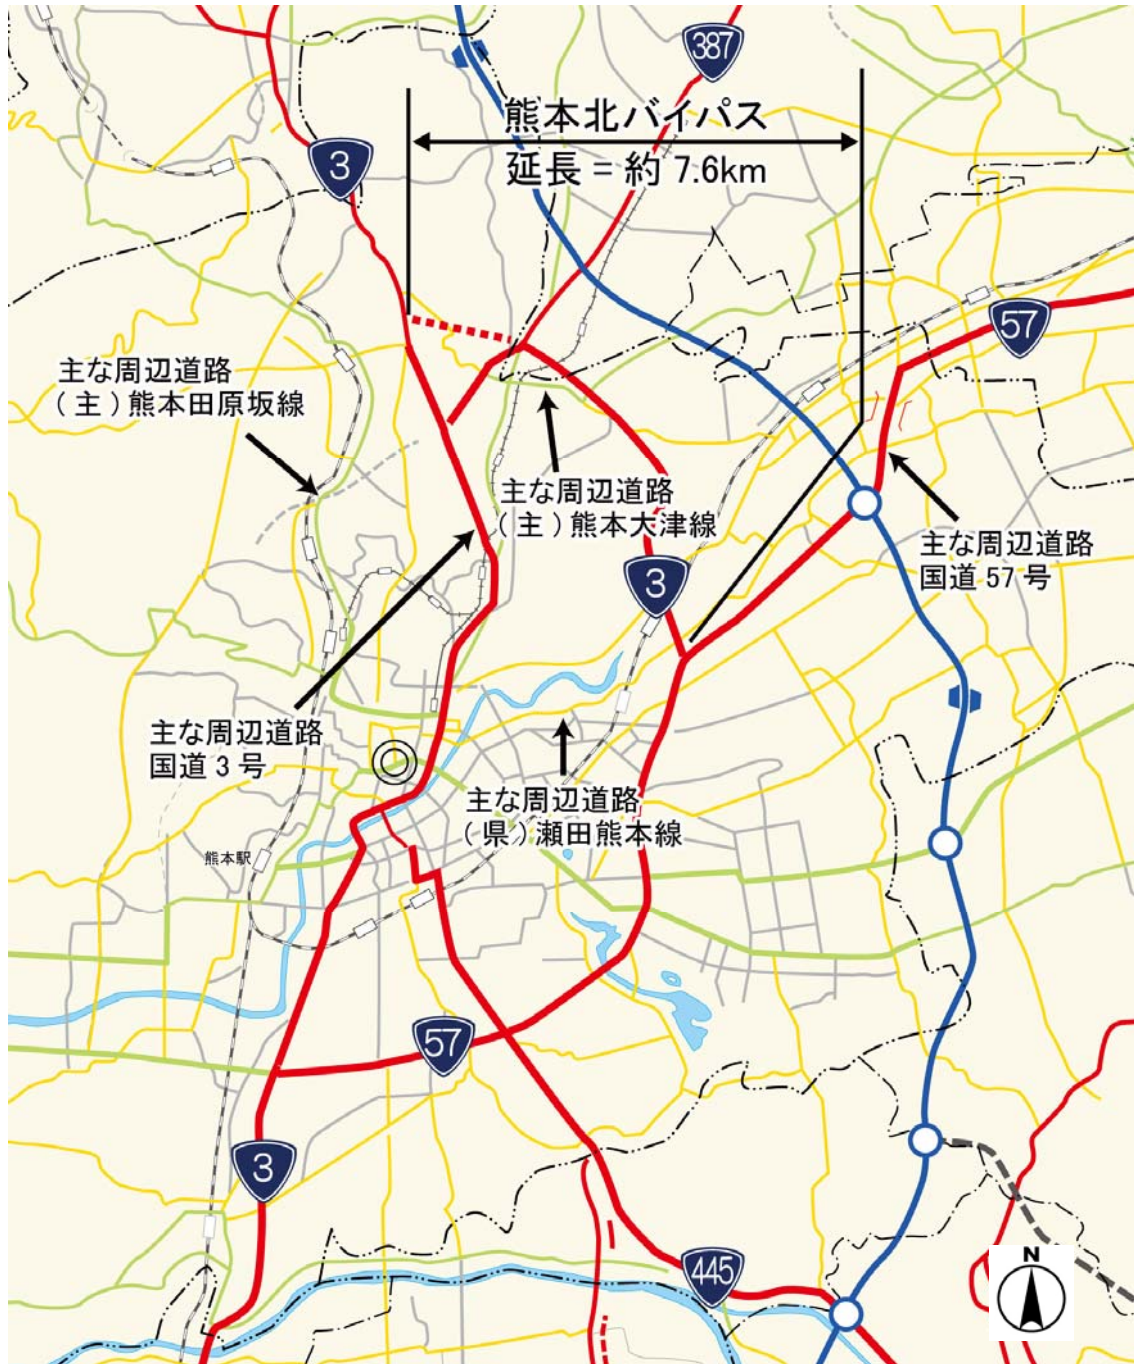 387
熊本北バイパス
延長 = 約 7.6km
3
57
主な周辺道路
(主)熊本田原坂線
主な周辺道路
(主)熊本大津線
主な周辺道路
国道 57 号
3
主な周辺道路
国道 3 号
主な周辺道路
(県)瀬田熊本線
熊本駅
57
3
445
N